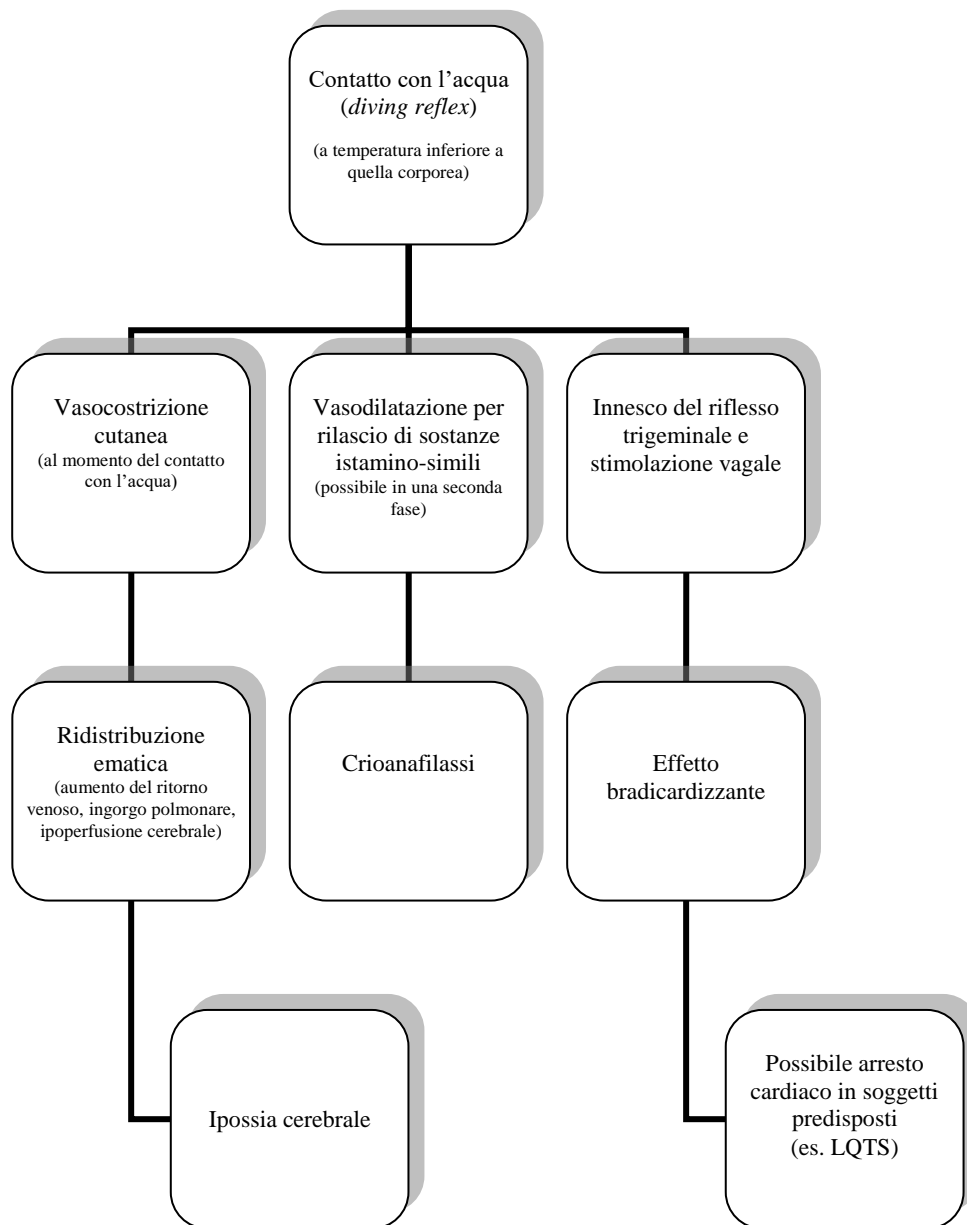 Contatto con l’acqua
(diving reflex)
(a temperatura inferiore a
quella corporea)
Vasocostrizione
cutanea
(al momento del contatto
con l’acqua)
Vasodilatazione per
rilascio di sostanze
istamino-simili
(possibile in una seconda
fase)
Innesco del riflesso
trigeminale e
stimolazione vagale
Ridistribuzione
ematica
(aumento del ritorno
venoso, ingorgo polmonare,
ipoperfusione cerebrale)
Crioanafilassi
Effetto
bradicardizzante
Ipossia cerebrale
Possibile arresto
cardiaco in soggetti
predisposti
(es. LQTS)